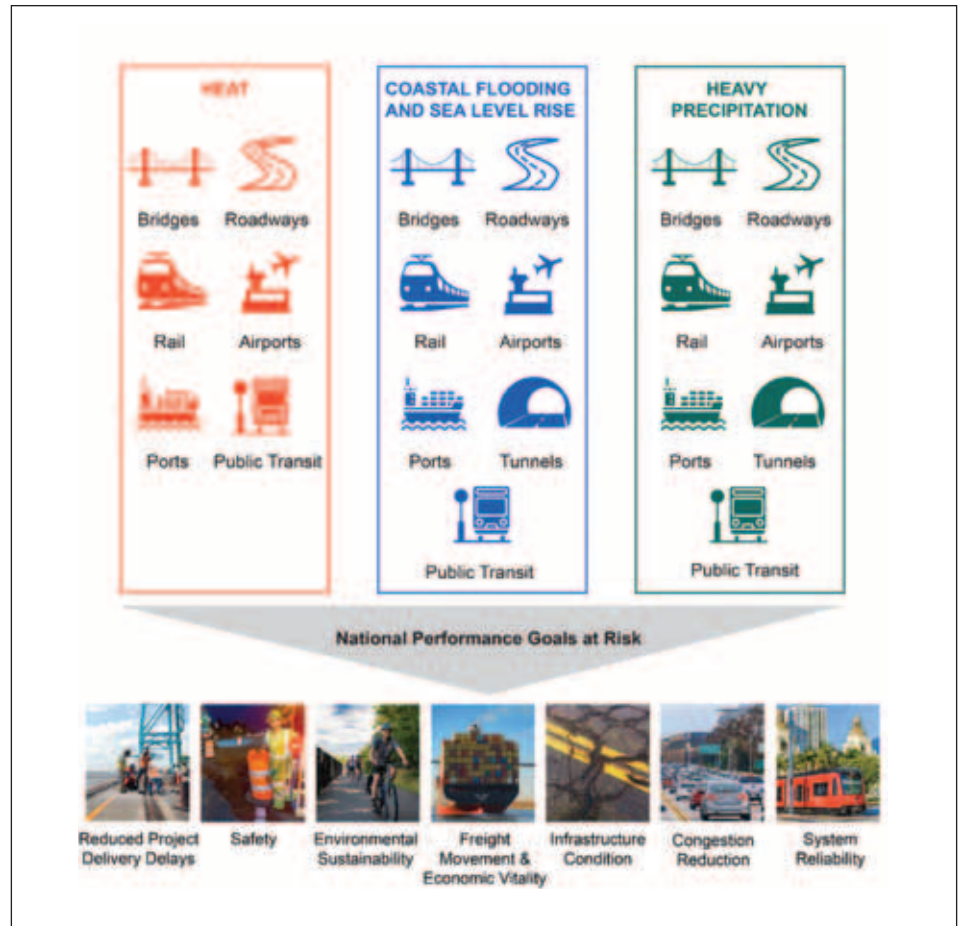 HEAT
Bridges Roadways
Rail Airports
Ports Public Transit
COASTAL FLOODING
AND SEA LEVEL RISE
Bridges Roadways
Rail Airports
Ports Tunnels
Public Transit
HEAVY
PRECIPITATION
Bridges Roadways
Rail Airports
Ports Tunnels
Public Transit
National Performance Goals at Risk
Reduced Project
Delivery Delays
Safety
Environmental
Sustainability
Freight
Movement &
Economic Vitality
Infrastructure
Condition
Congestion
Reduction
System
Reliability